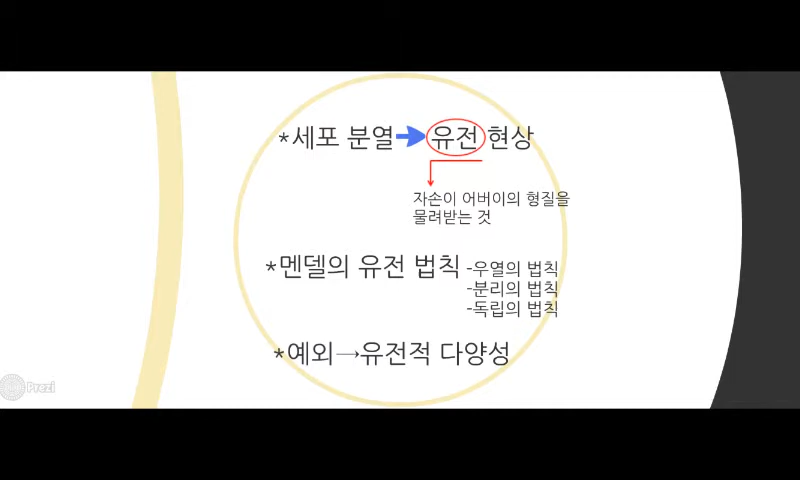 *세포 분열→유전 현상
자손이 어버이의 형질을
물려받는 것
*멘델의 유전 법칙 -우열의 법칙
-분리의 법칙
-독립의 법칙
*예외→유전적 다양성
Prezi